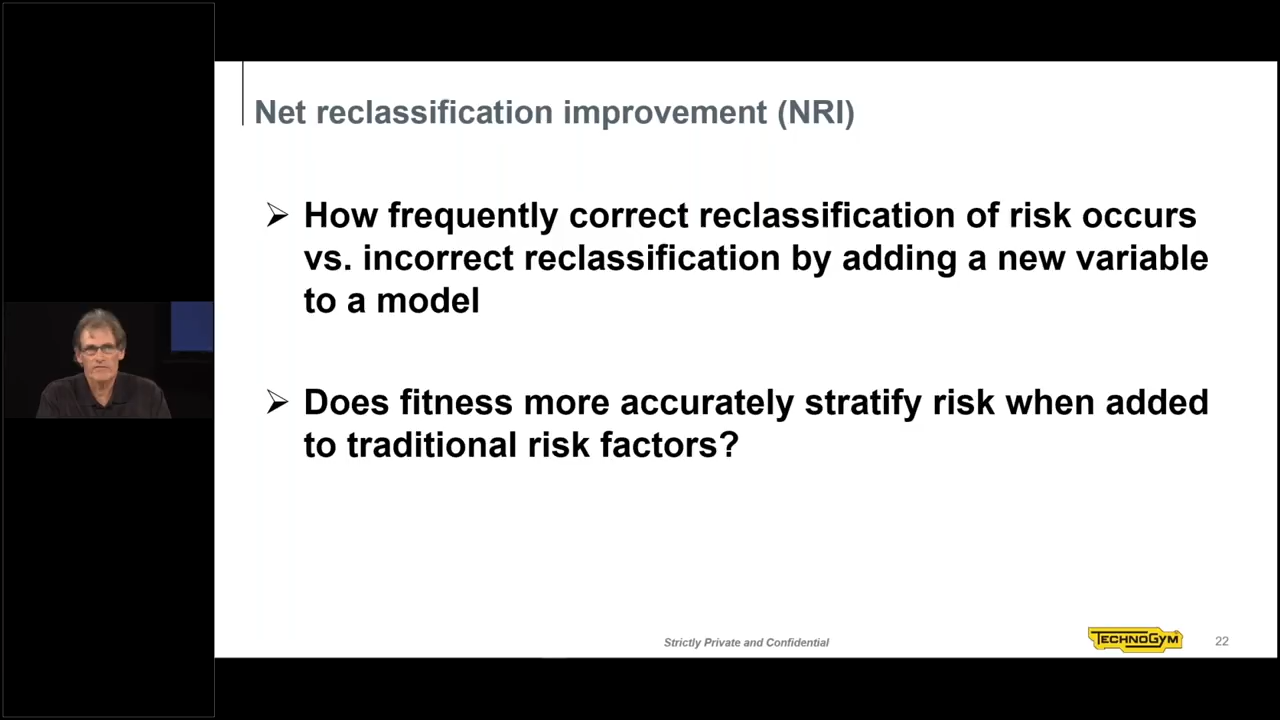 Net reclassification improvement (NRI)
➢ How frequently correct reclassification of risk occurs
vs. incorrect reclassification by adding a new variable
to a model
➢ Does fitness more accurately stratify risk when added
to traditional risk factors?
Strictly Private and Confidential
TECHNOGYM
22